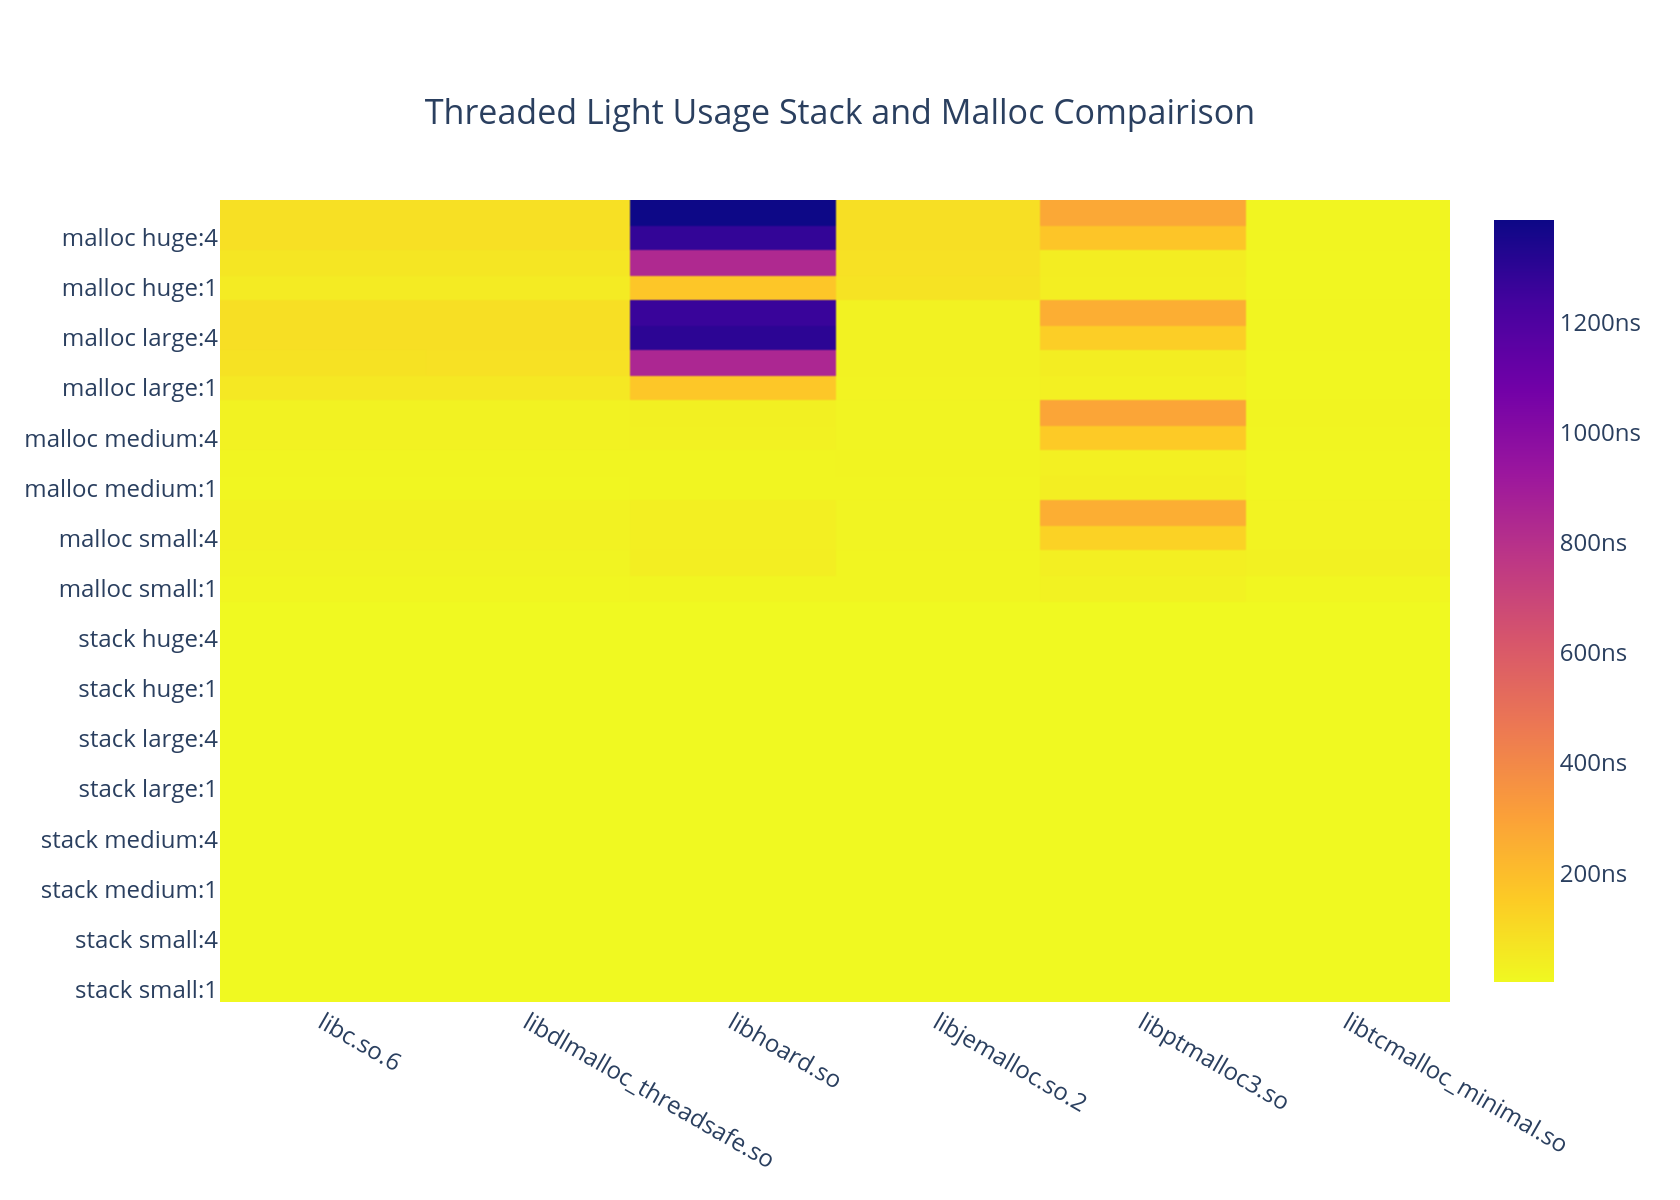 Threaded Light Usage Stack and Malloc Compairison
malloc huge:4
malloc huge:1
malloc large:4
malloc large:1
malloc medium:4
malloc medium:1
malloc small:4
malloc small:1
stack huge:4
stack huge:1
stack large:4
stack large:1
stack medium:4
stack medium:1
stack small:4
stack small:1
libc.so.6
libdlmalloc_threadsafe.so
libhoard.so
libjemalloc.so.2
libptmalloc3.so
libtcmalloc_minimal.so
1200ns
1000ns
800ns
600ns
400ns
200ns